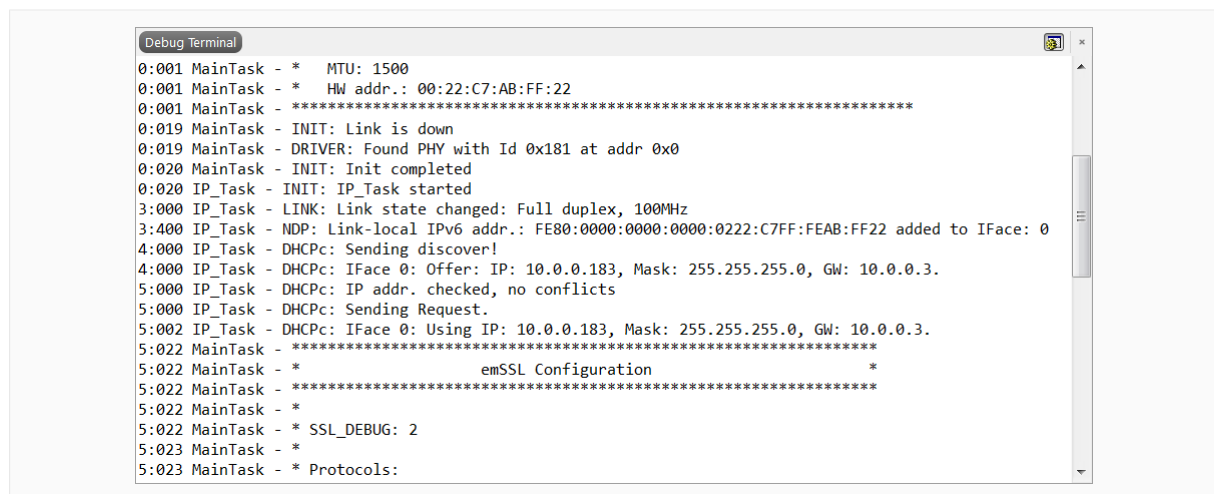 Debug Terminal
0:001 MainTask - *   MTU: 1500
0:001 MainTask - *   HW addr.: 00:22:C7:AB:FF:22
0:001 MainTask - *********************************************************************
0:019 MainTask - INIT: Link is down
0:019 MainTask - DRIVER: Found PHY with Id 0x181 at addr 0x0
0:020 MainTask - INIT: Init completed
0:020 IP_Task - INIT: IP_Task started
3:000 IP_Task - LINK: Link state changed: Full duplex, 100MHz
3:400 IP_Task - NDP: Link-local IPv6 addr.: FE80:0000:0000:0000:0222:C7FF:FEAB:FF22 added to IFace: 0
4:000 IP_Task - DHCPc: Sending discover!
4:000 IP_Task - DHCPc: IFace 0: Offer: IP: 10.0.0.183, Mask: 255.255.255.0, GW: 10.0.0.3.
5:000 IP_Task - DHCPc: IP addr. checked, no conflicts
5:000 IP_Task - DHCPc: Sending Request.
5:002 IP_Task - DHCPc: IFace 0: Using IP: 10.0.0.183, Mask: 255.255.255.0, GW: 10.0.0.3.
5:022 MainTask - *****************************************************************
5:022 MainTask - *                    emSSL Configuration                        *
5:022 MainTask - *****************************************************************
5:022 MainTask - *
5:022 MainTask - * SSL_DEBUG: 2
5:023 MainTask - *
5:023 MainTask - * Protocols: